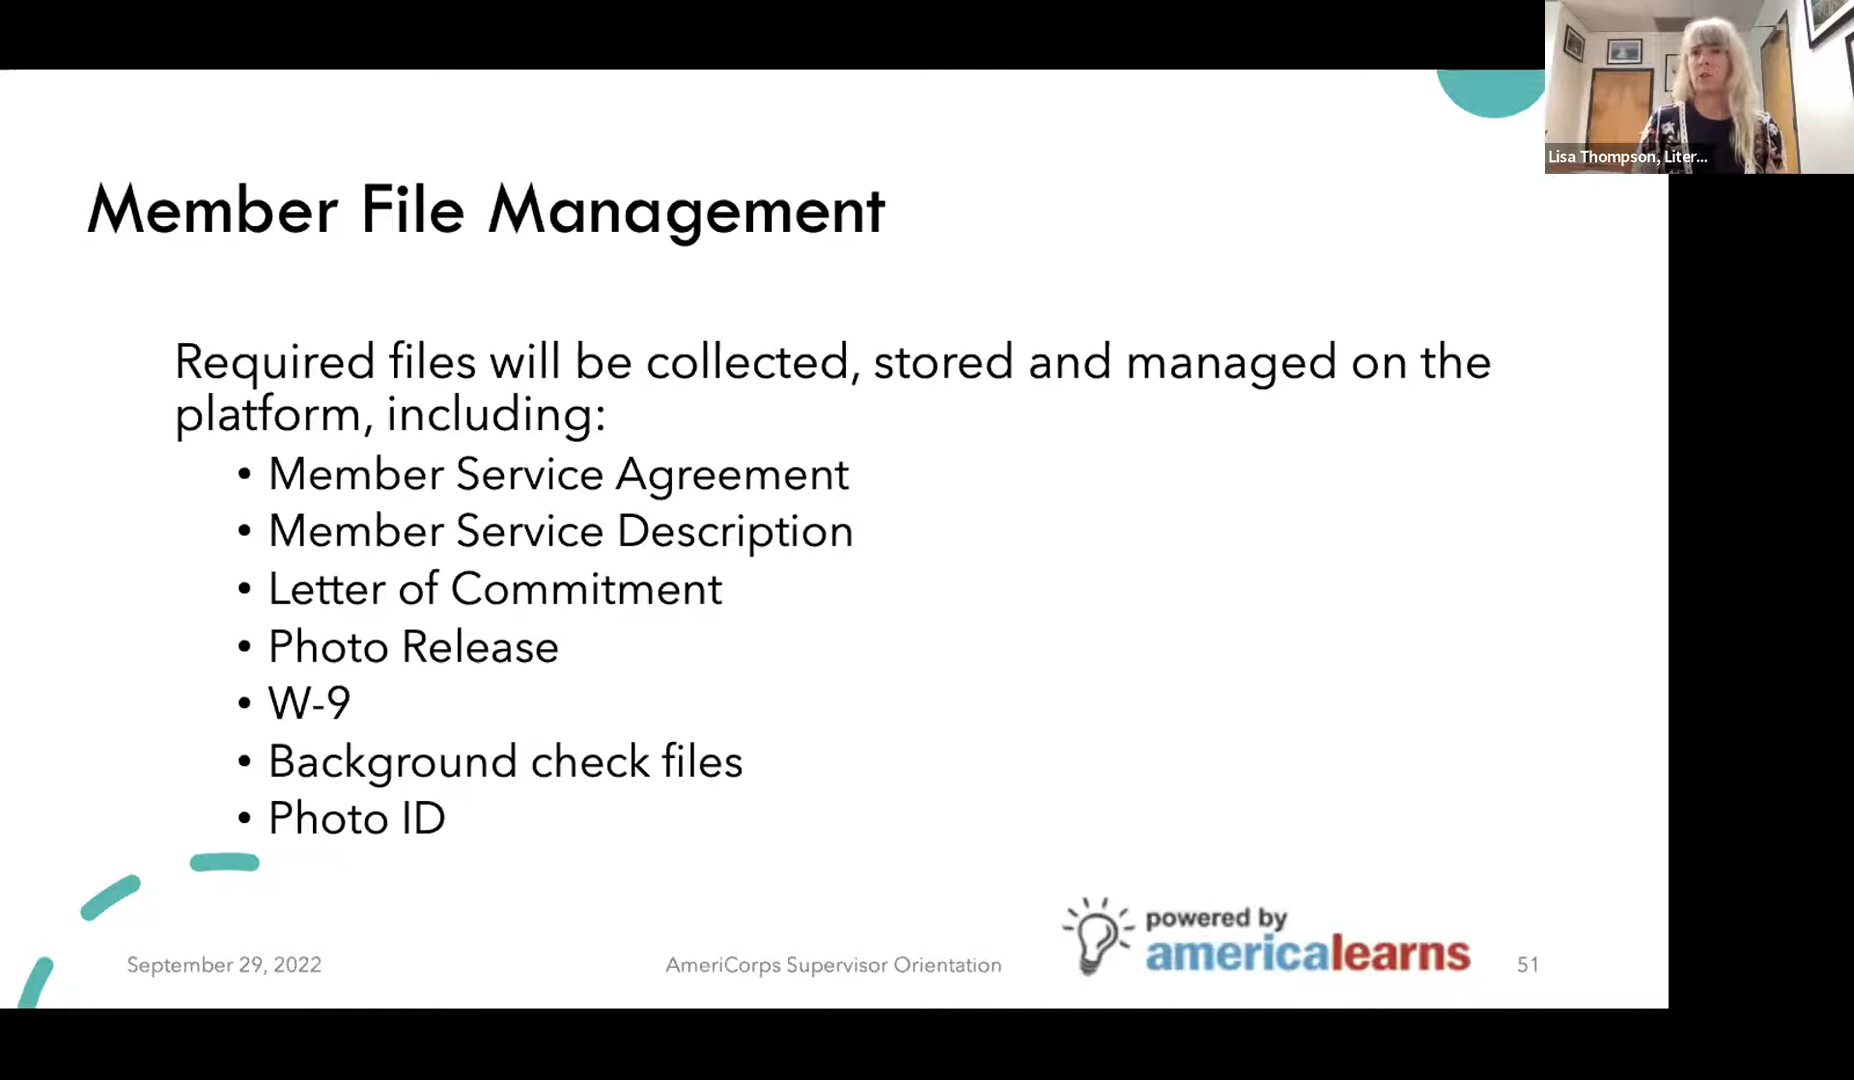 Lisa Thompson, Liter...
Member File Management
Required files will be collected, stored and managed on the
platform, including:
• Member Service Agreement
• Member Service Description
• Letter of Commitment
• Photo Release
• W-9
• Background check files
• Photo ID
September 29, 2022
AmeriCorps Supervisor Orientation
powered by
americalearns
51